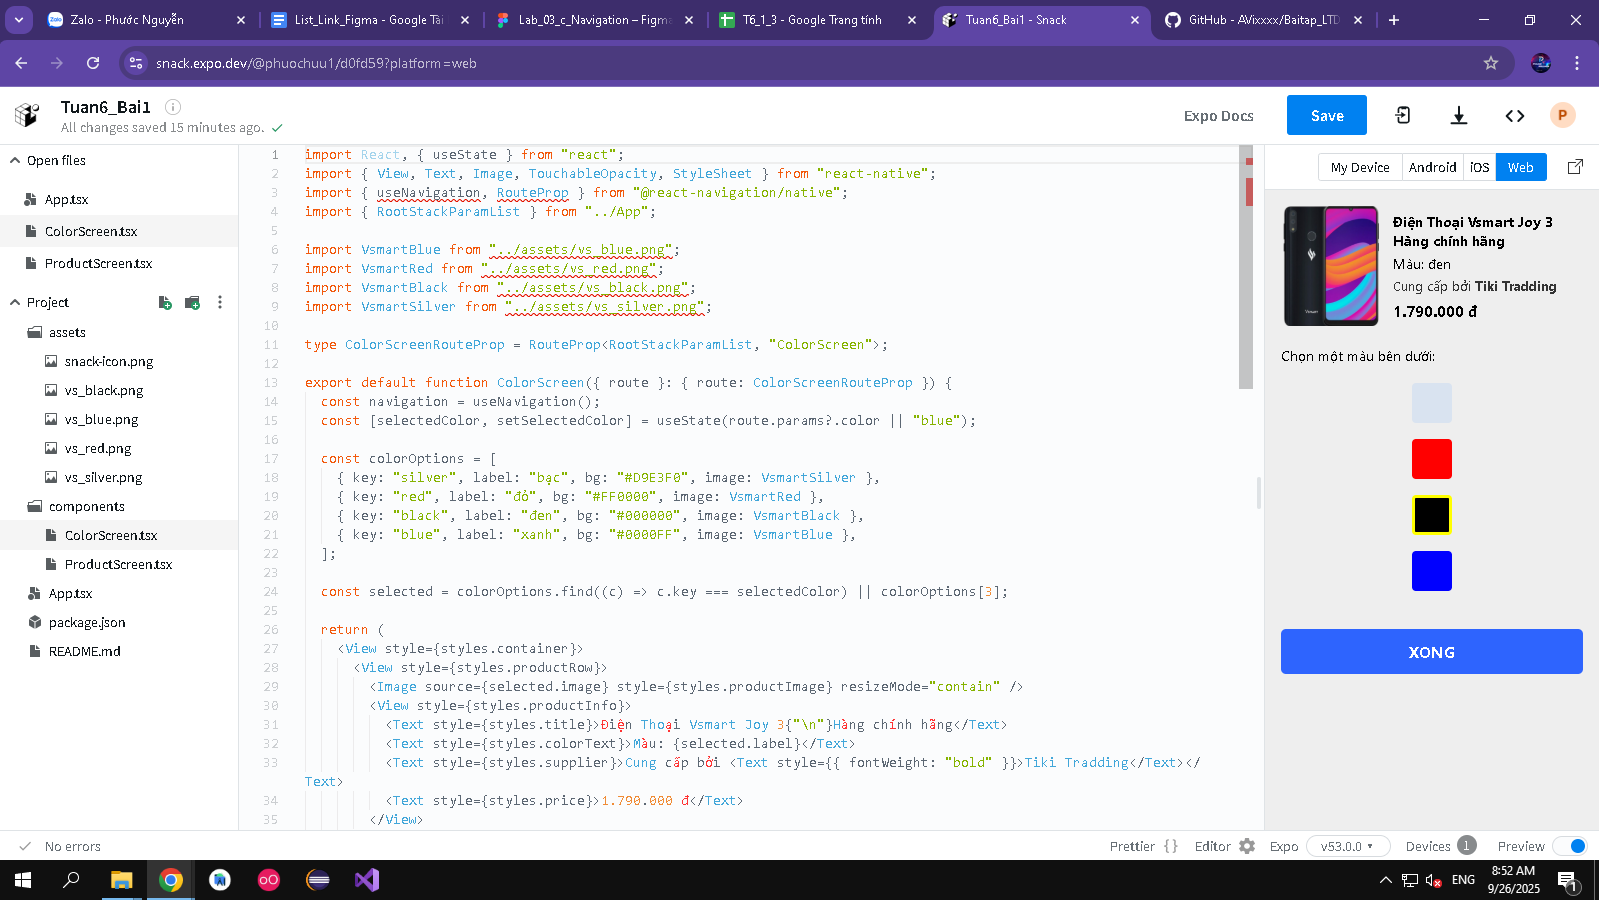 Zalo - Phước Nguyễn
List_Link_Figma - Google Tài
Lab_03_c_Navigation – Figma
T6_1_3 - Google Trang tính
Tuan6_Bai1 - Snack
GitHub - AVixxxx/Baitap_LTD
snack.expo.dev/@phuochuu1/d0fd59?platform=web
Tuan6_Bai1
All changes saved 15 minutes ago.
Expo Docs
Save
P
Open files
App.tsx
ColorScreen.tsx
ProductScreen.tsx
Project
assets
snack-icon.png
vs_black.png
vs_blue.png
vs_red.png
vs_silver.png
components
ColorScreen.tsx
ProductScreen.tsx
App.tsx
package.json
README.md
1 import React, { useState } from "react";
2 import { View, Text, Image, TouchableOpacity, StyleSheet } from "react-native";
3 import { useNavigation, RouteProp } from "@react-navigation/native";
4 import { RootStackParamList } from "../App";
5
6 import VsmartBlue from "../assets/vs_blue.png";
7 import VsmartRed from "../assets/vs_red.png";
8 import VsmartBlack from "../assets/vs_black.png";
9 import VsmartSilver from "../assets/vs_silver.png";
10
11 type ColorScreenRouteProp = RouteProp<RootStackParamList, "ColorScreen">;
12
13 export default function ColorScreen({ route }: { route: ColorScreenRouteProp }) {
14 const navigation = useNavigation();
15 const [selectedColor, setSelectedColor] = useState(route.params?.color || "blue");
16
17 const colorOptions = [
18 { key: "silver", label: "bạc", bg: "#D9E3F0", image: VsmartSilver },
19 { key: "red", label: "đỏ", bg: "#FF0000", image: VsmartRed },
20 { key: "black", label: "đen", bg: "#000000", image: VsmartBlack },
21 { key: "blue", label: "xanh", bg: "#0000FF", image: VsmartBlue },
22 ];
23
24 const selected = colorOptions.find((c) => c.key === selectedColor) || colorOptions[3];
25
26 return (
27 <View style={styles.container}>
28 <View style={styles.productRow}>
29 <Image source={selected.image} style={styles.productImage} resizeMode="contain" />
30 <View style={styles.productInfo}>
31 <Text style={styles.title}>Điện Thoại Vsmart Joy 3{"\n"}Hàng chính hãng</Text>
32 <Text style={styles.colorText}>Màu: {selected.label}</Text>
33 <Text style={styles.supplier}>Cung cấp bởi <Text style={{ fontWeight: "bold" }}>Tiki Tradding</Text></
Text>
34 <Text style={styles.price}>1.790.000 đ</Text>
35 </View>
My Device
Android
iOS
Web
Điện Thoại Vsmart Joy 3
Hàng chính hãng
Màu: đen
Cung cấp bởi Tiki Tradding
1.790.000 đ
Chọn một màu bên dưới:
XONG
No errors
Prettier {}
Editor
Expo
v53.0.0
Devices 1
Preview
ENG
8:52 AM
9/26/2025
1